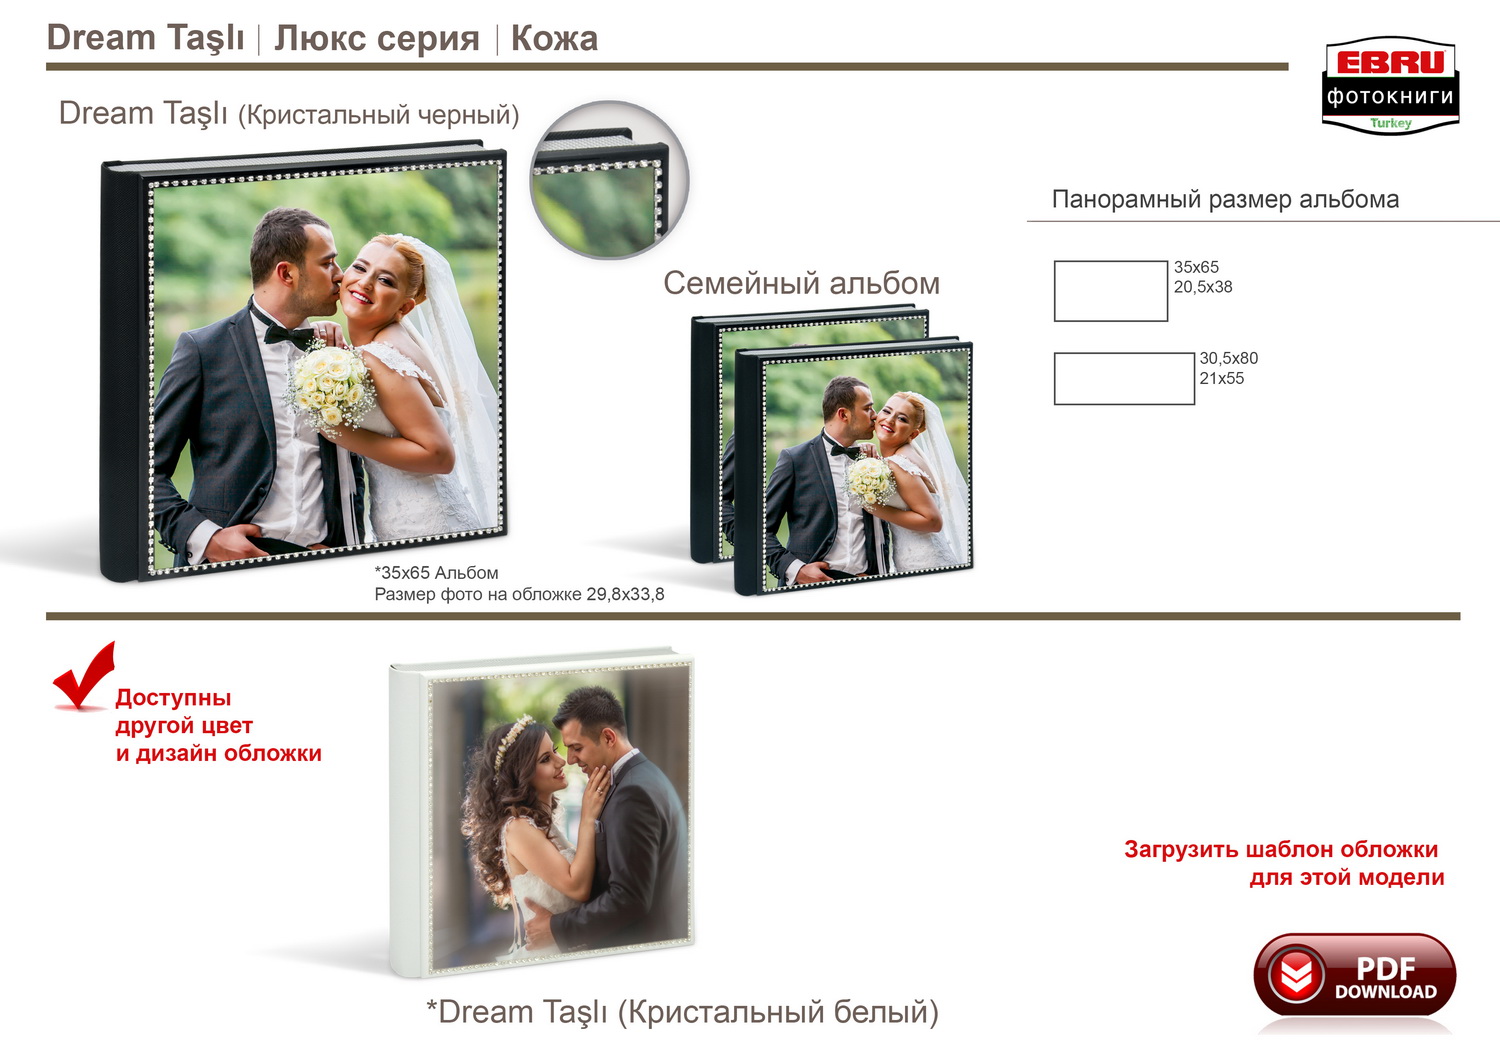 Dream Taşlı | Люкс серия | Кожа
EBRU
фотокниги
Turkey
Dream Taşlı (Кристальный черный)
Панорамный размер альбома
35x65
20,5x38
Семейный альбом
30,5x80
21x55
*35x65 Альбом
Размер фото на обложке 29,8x33,8
Доступны
другой цвет
и дизайн обложки
Загрузить шаблон обложки
для этой модели
PDF
DOWNLOAD
*Dream Taşlı (Кристальный белый)